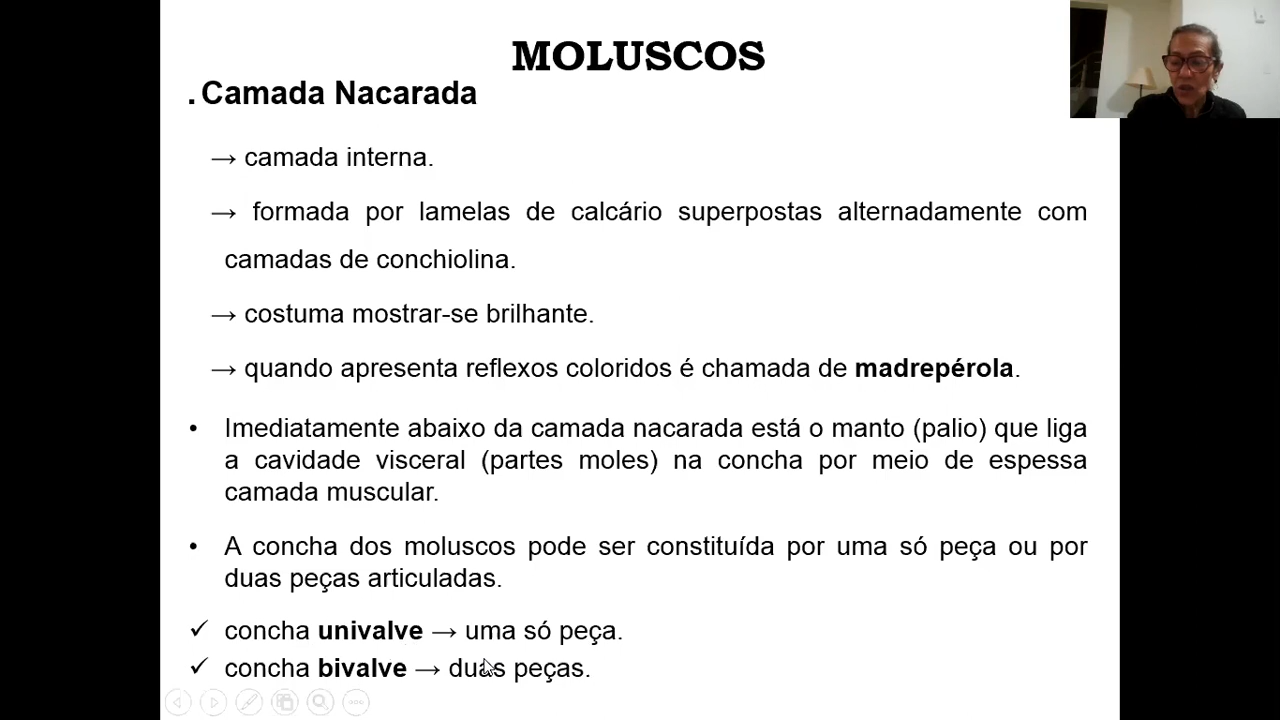 MOLUSCOS
. Camada Nacarada
→ camada interna.
→ formada por lamelas de calcário superpostas alternadamente com
camadas de conchiolina.
→ costuma mostrar-se brilhante.
→ quando apresenta reflexos coloridos é chamada de madrepérola.
• Imediatamente abaixo da camada nacarada está o manto (palio) que liga
a cavidade visceral (partes moles) na concha por meio de espessa
camada muscular.
• A concha dos moluscos pode ser constituída por uma só peça ou por
duas peças articuladas.
✓ concha univalve → uma só peça.
✓ concha bivalve → duas peças.